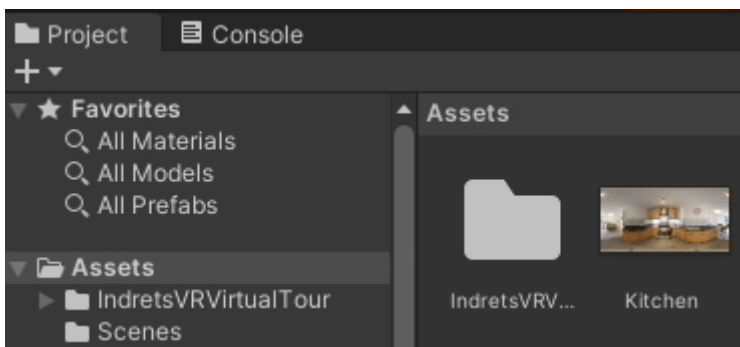 Project Console
Favorites
All Materials
All Models
All Prefabs
Assets
IndretsVRVirtualTour
Scenes
Assets
IndretsVRV... Kitchen